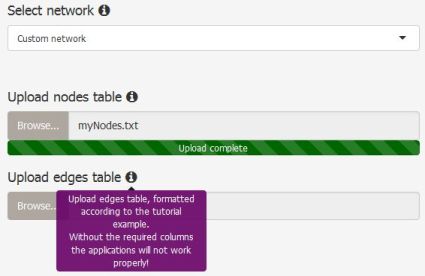 Select network
Custom network
Upload nodes table
Browse...
myNodes.txt
Upload complete
Upload edges table
Browse...
Upload edges table, formatted
according to the tutorial
example.
Without the required columns
the applications will not work
properly!